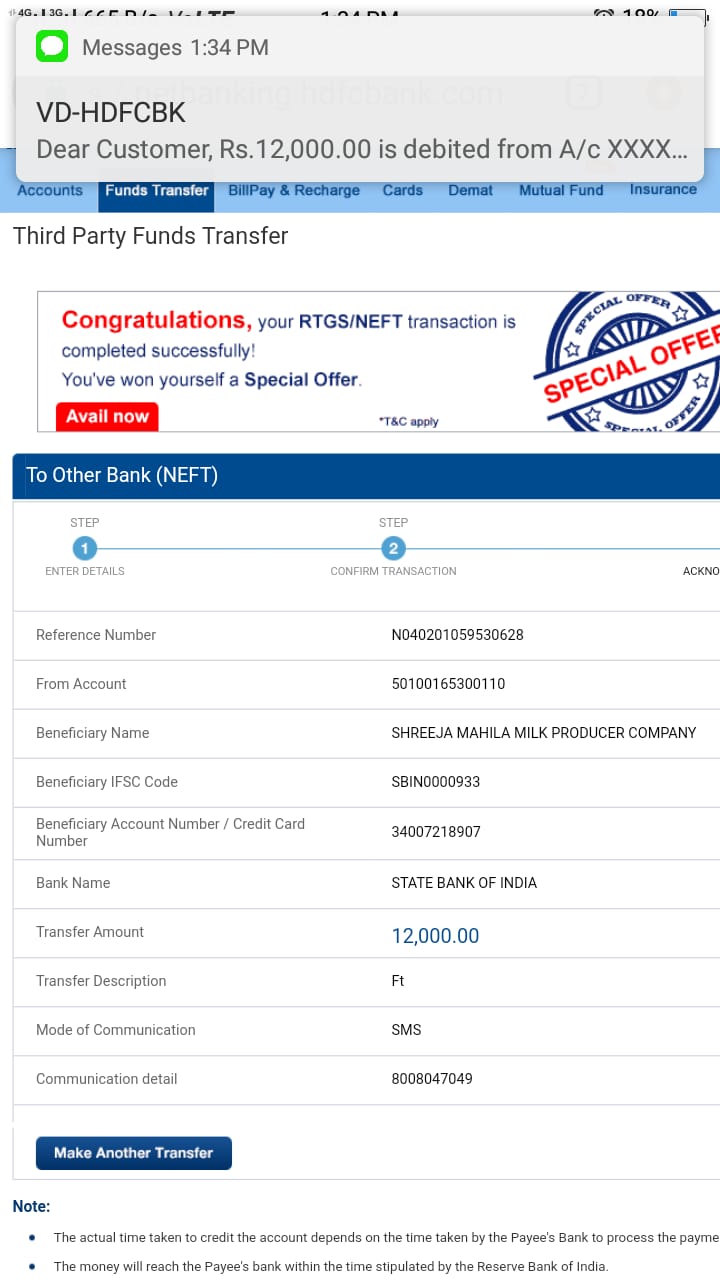 Messages 1:34 PM
VD-HDFCBK
Dear Customer, Rs.12,000.00 is debited from A/c XXXX...
Accounts Funds Transfer BillPay & Recharge Cards Demat Mutual Fund Insurance
Third Party Funds Transfer
Congratulations, your RTGS/NEFT transaction is
completed successfully!
You've won yourself a Special Offer.
Avail now
*T&C apply
SPECIAL OFFER
SPECIAL OFFER
SPECIAL OFFER
To Other Bank (NEFT)
STEP STEP
1 2
ENTER DETAILS CONFIRM TRANSACTION ACKNO
Reference Number N040201059530628
From Account 50100165300110
Beneficiary Name SHREEJA MAHILA MILK PRODUCER COMPANY
Beneficiary IFSC Code SBIN0000933
Beneficiary Account Number / Credit Card
Number 34007218907
Bank Name STATE BANK OF INDIA
Transfer Amount 12,000.00
Transfer Description Ft
Mode of Communication SMS
Communication detail 8008047049
Make Another Transfer
Note:
The actual time taken to credit the account depends on the time taken by the Payee's Bank to process the payme
The money will reach the Payee's bank within the time stipulated by the Reserve Bank of India.